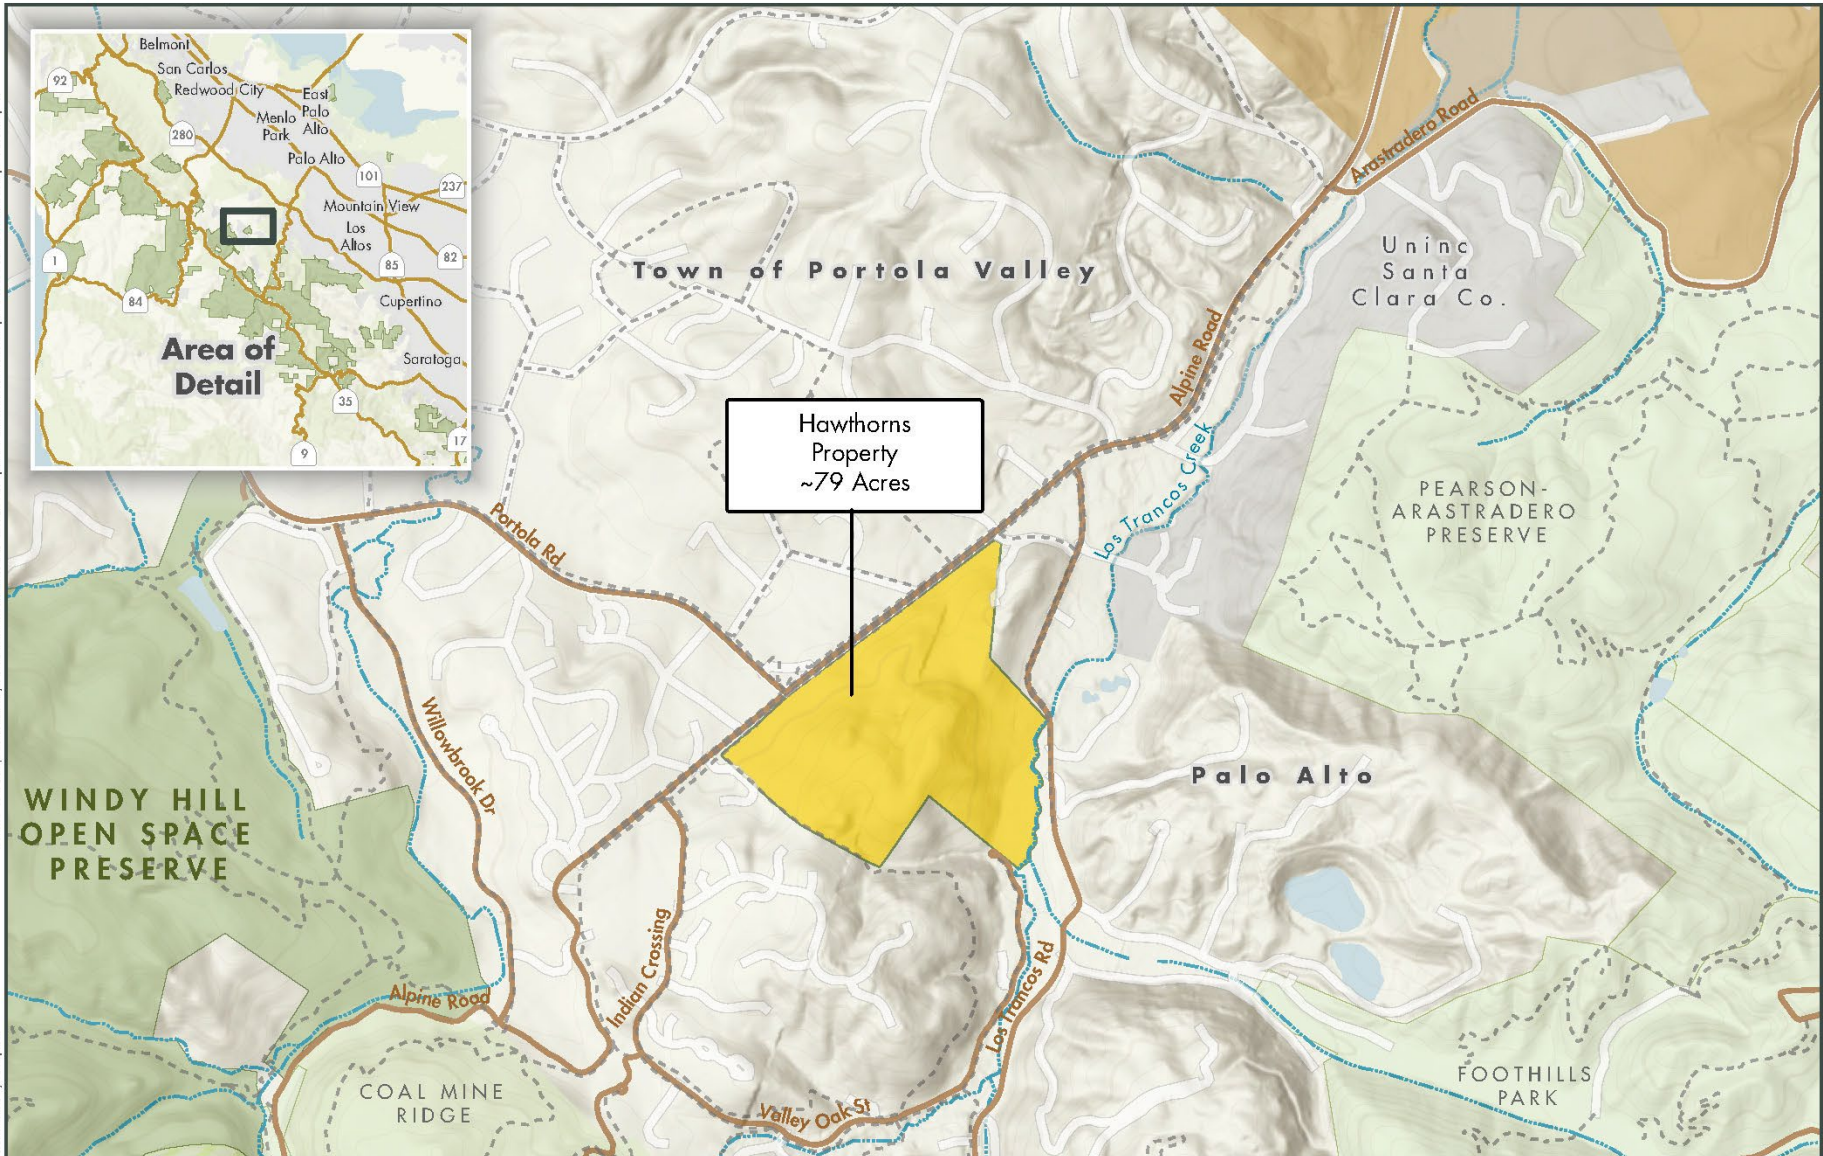 Belmont
San Carlos
92
Redwood City
East
Palo
Alto
Menlo
Park
280
Palo Alto
101
237
Mountain View
Los
Altos
1
85
82
84
Cupertino
Area of
Detail
Saratoga
35
17
9
Arastradero Road
Town of Portola Valley
Uninc
Santa
Clara Co.
Alpine Road
Hawthorns
Property
~79 Acres
Los Trancos Creek
PEARSON-
ARASTRADERO
PRESERVE
Portola Rd
Willowbrook Dr
Palo Alto
WINDY HILL
OPEN SPACE
PRESERVE
Indian Crossing
Alpine Road
Los Trancos Rd
COAL MINE
RIDGE
Valley Oak St
FOOTHILLS
PARK